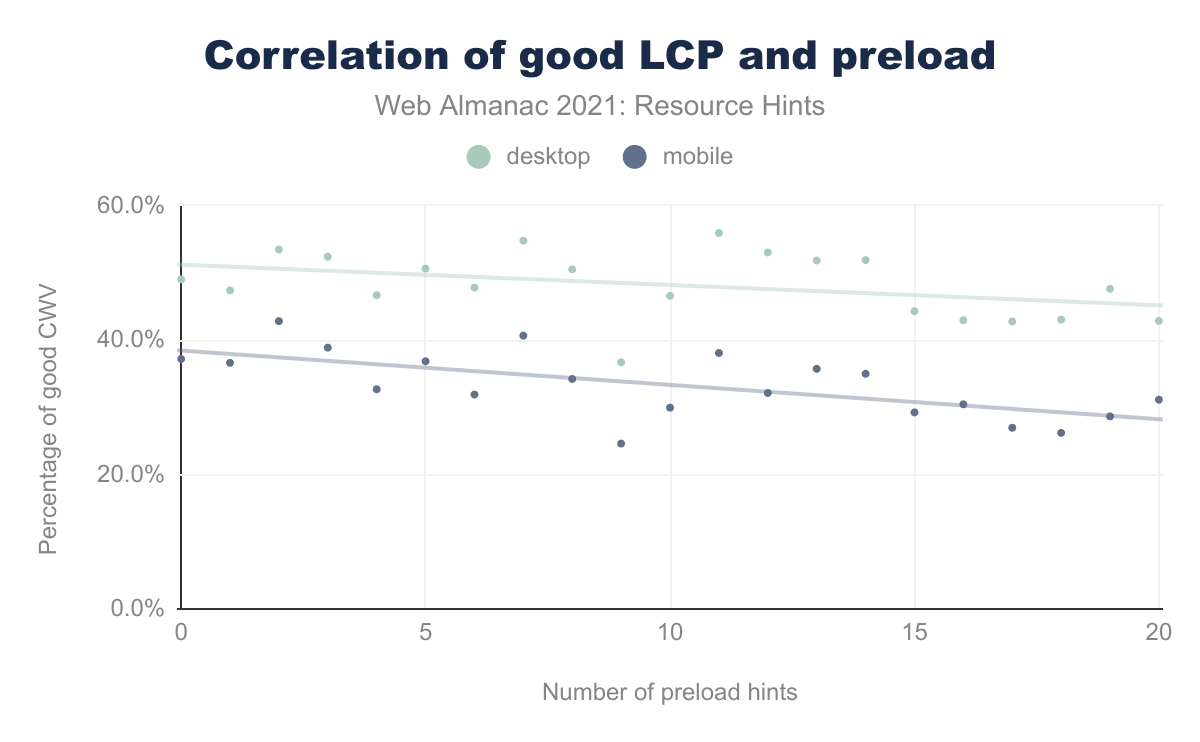 Correlation of good LCP and preload
Web Almanac 2021: Resource Hints
desktop
mobile
60.0%
40.0%
20.0%
0.0%
Percentage of good CWV
0
5
10
15
20
Number of preload hints